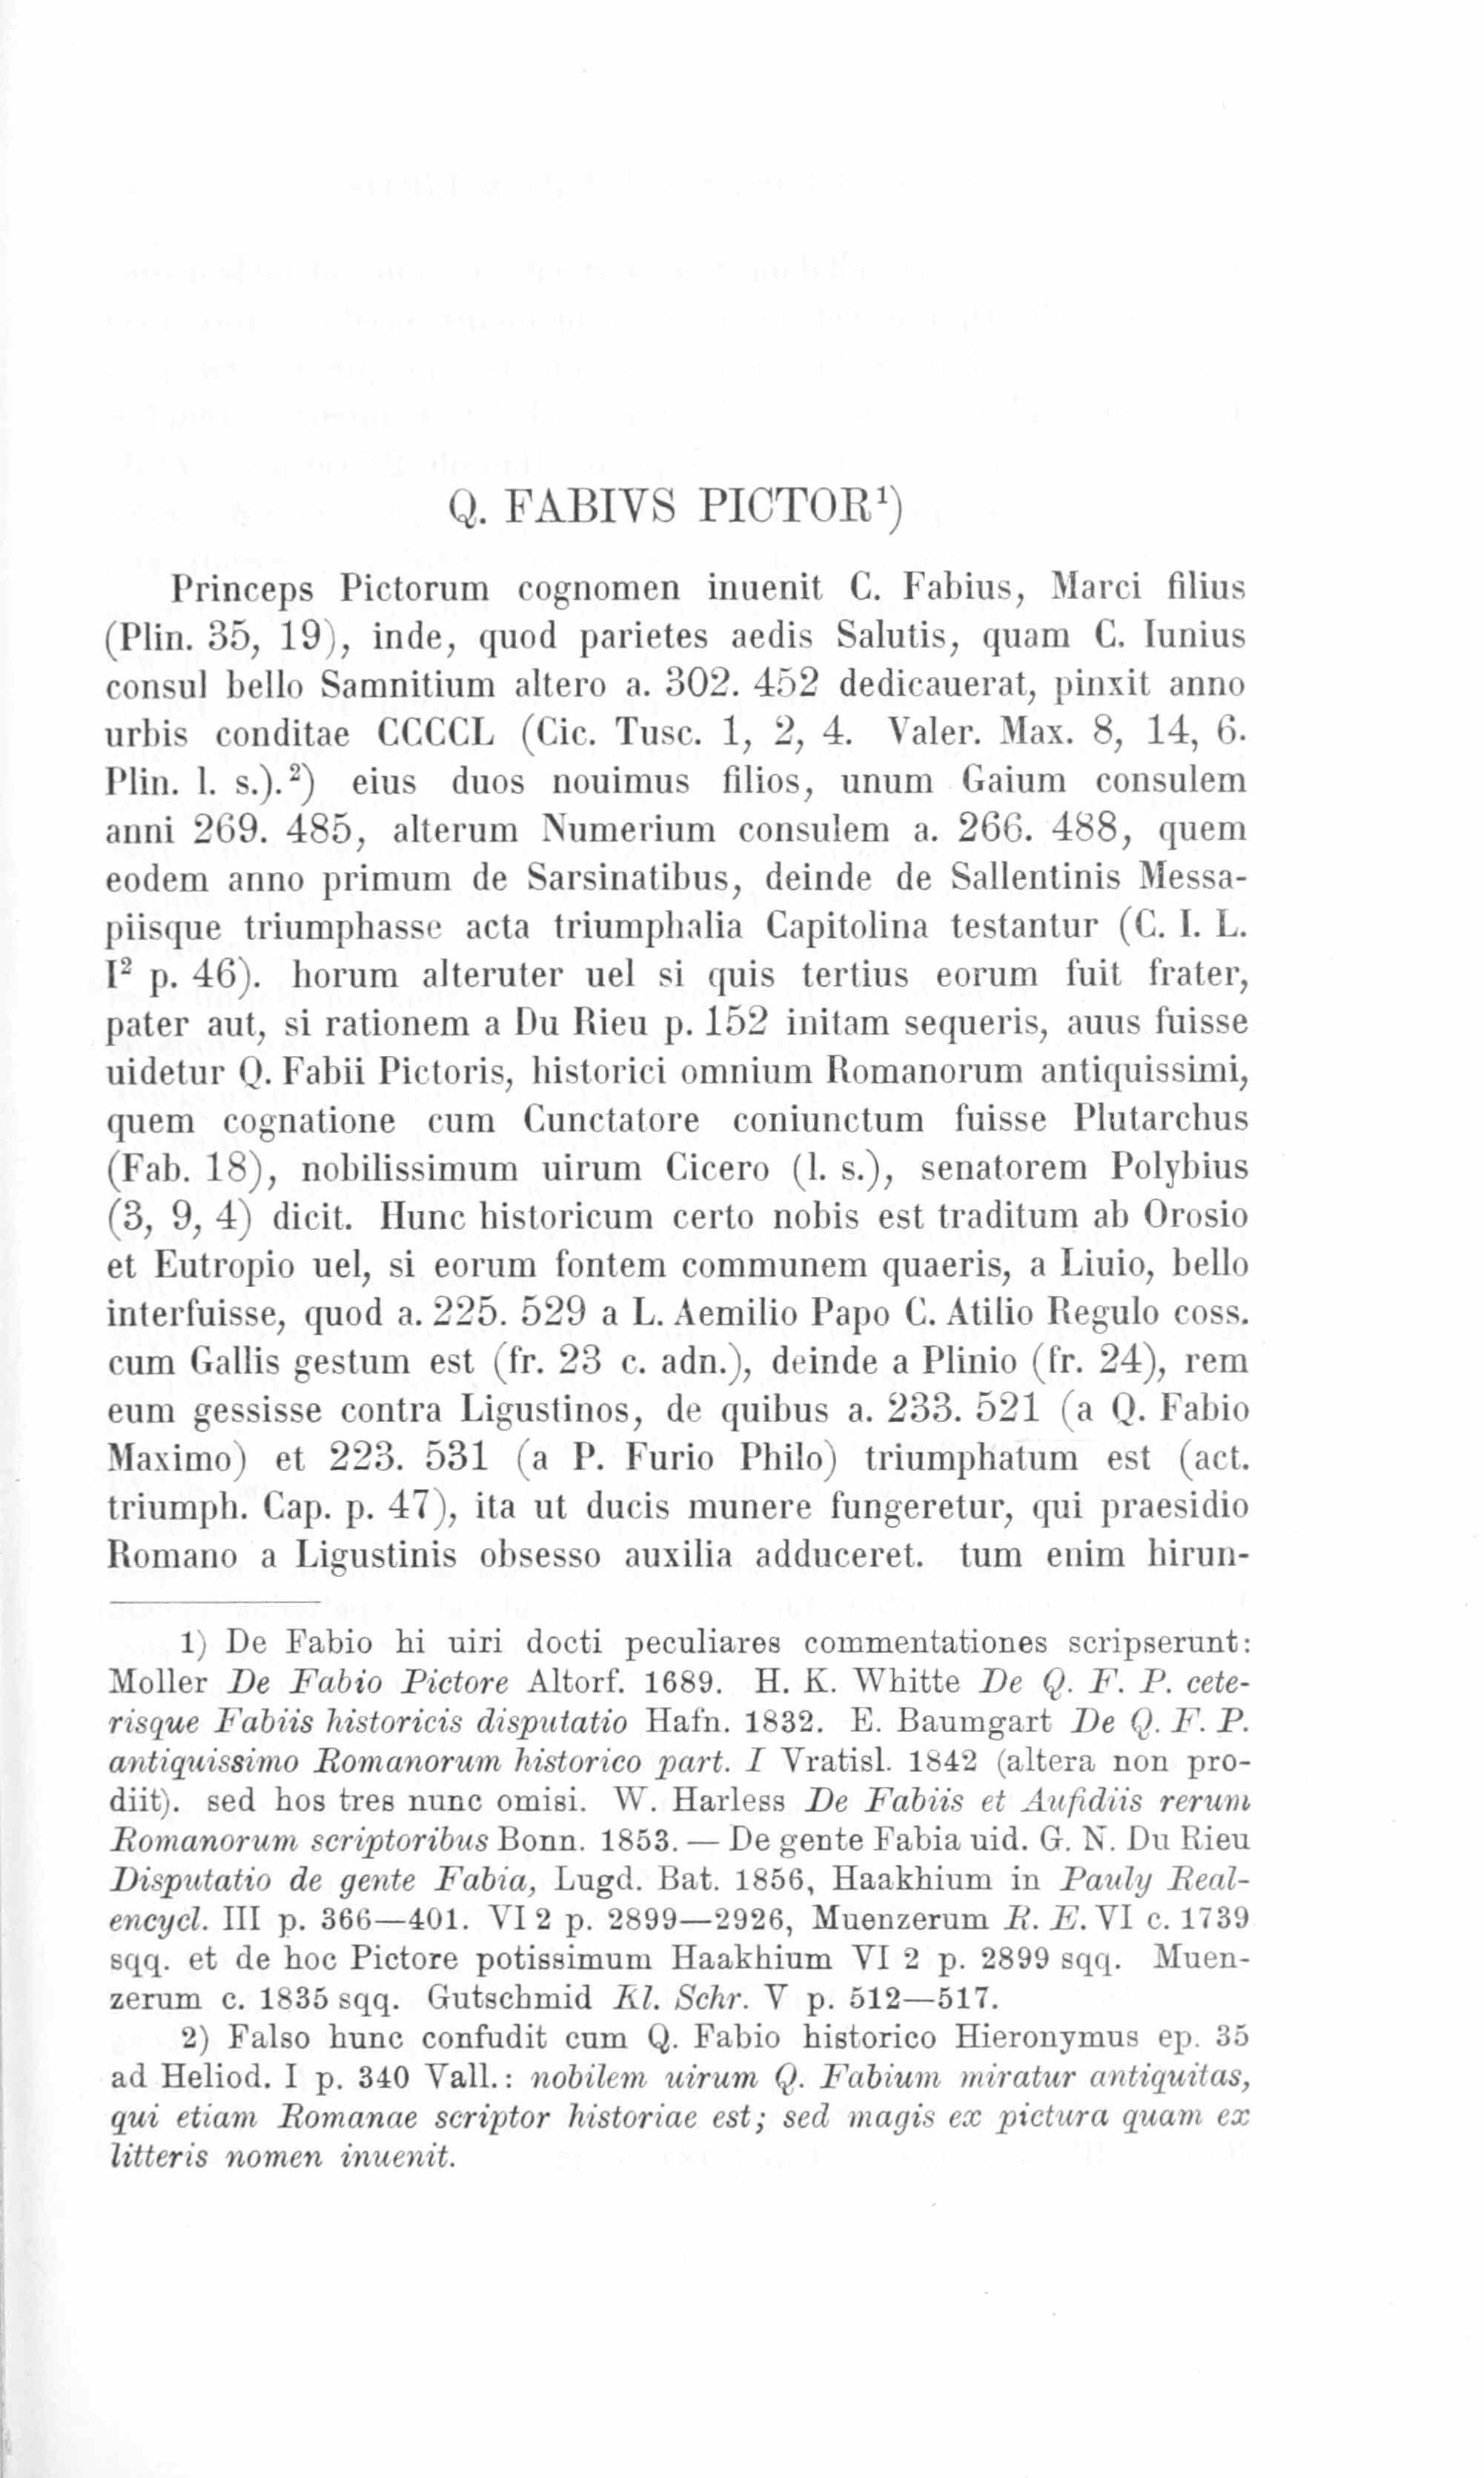 Q. FABIVS PICTOR¹)
Princeps Pictorum cognomen inuenit C. Fabius, Marci filius
(Plin. 35, 19), inde, quod parietes aedis Salutis, quam C. Iunius
consul bello Samnitium altero a. 302. 452 dedicauerat, pinxit anno
urbis conditae CCCCL (Cic. Tusc. 1, 2, 4. Valer. Max. 8, 14, 6.
Plin. l. s.).²) eius duos nouimus filios, unum Gaium consulem
anni 269. 485, alterum Numerium consulem a. 266. 488, quem
eodem anno primum de Sarsinatibus, deinde de Sallentinis Messa-
piisque triumphasse acta triumphalia Capitolina testantur (C. I. L.
I² p. 46). horum alteruter uel si quis tertius eorum fuit frater,
pater aut, si rationem a Du Rieu p. 152 initam sequeris, auus fuisse
uidetur Q. Fabii Pictoris, historici omnium Romanorum antiquissimi,
quem cognatione cum Cunctatore coniunctum fuisse Plutarchus
(Fab. 18), nobilissimum uirum Cicero (l. s.), senatorem Polybius
(3, 9, 4) dicit. Hunc historicum certo nobis est traditum ab Orosio
et Eutropio uel, si eorum fontem communem quaeris, a Liuio, bello
interfuisse, quod a. 225. 529 a L. Aemilio Papo C. Atilio Regulo coss.
cum Gallis gestum est (fr. 23 c. adn.), deinde a Plinio (fr. 24), rem
eum gessisse contra Ligustinos, de quibus a. 233. 521 (a Q. Fabio
Maximo) et 223. 531 (a P. Furio Philo) triumphatum est (act.
triumph. Cap. p. 47), ita ut ducis munere fungeretur, qui praesidio
Romano a Ligustinis obsesso auxilia adduceret. tum enim hirun-
1) De Fabio hi uiri docti peculiares commentationes scripserunt:
Moller De Fabio Pictore Altorf. 1689. H. K. Whitte De Q. F. P. cete-
risque Fabiis historicis disputatio Hafn. 1832. E. Baumgart De Q. F. P.
antiquissimo Romanorum historico part. I Vratisl. 1842 (altera non pro-
diit). sed hos tres nunc omisi. W. Harless De Fabiis et Aufidiis rerum
Romanorum scriptoribus Bonn. 1853. — De gente Fabia uid. G. N. Du Rieu
Disputatio de gente Fabia, Lugd. Bat. 1856, Haakhium in Pauly Real-
encycl. III p. 366—401. VI 2 p. 2899—2926, Muenzerum R. E. VI c. 1739
sqq. et de hoc Pictore potissimum Haakhium VI 2 p. 2899 sqq. Muen-
zerum c. 1835 sqq. Gutschmid Kl. Schr. V p. 512—517.
2) Falso hunc confudit cum Q. Fabio historico Hieronymus ep. 35
ad Heliod. I p. 340 Vall.: nobilem uirum Q. Fabium miratur antiquitas,
qui etiam Romanae scriptor historiae est; sed magis ex pictura quam ex
litteris nomen inuenit.